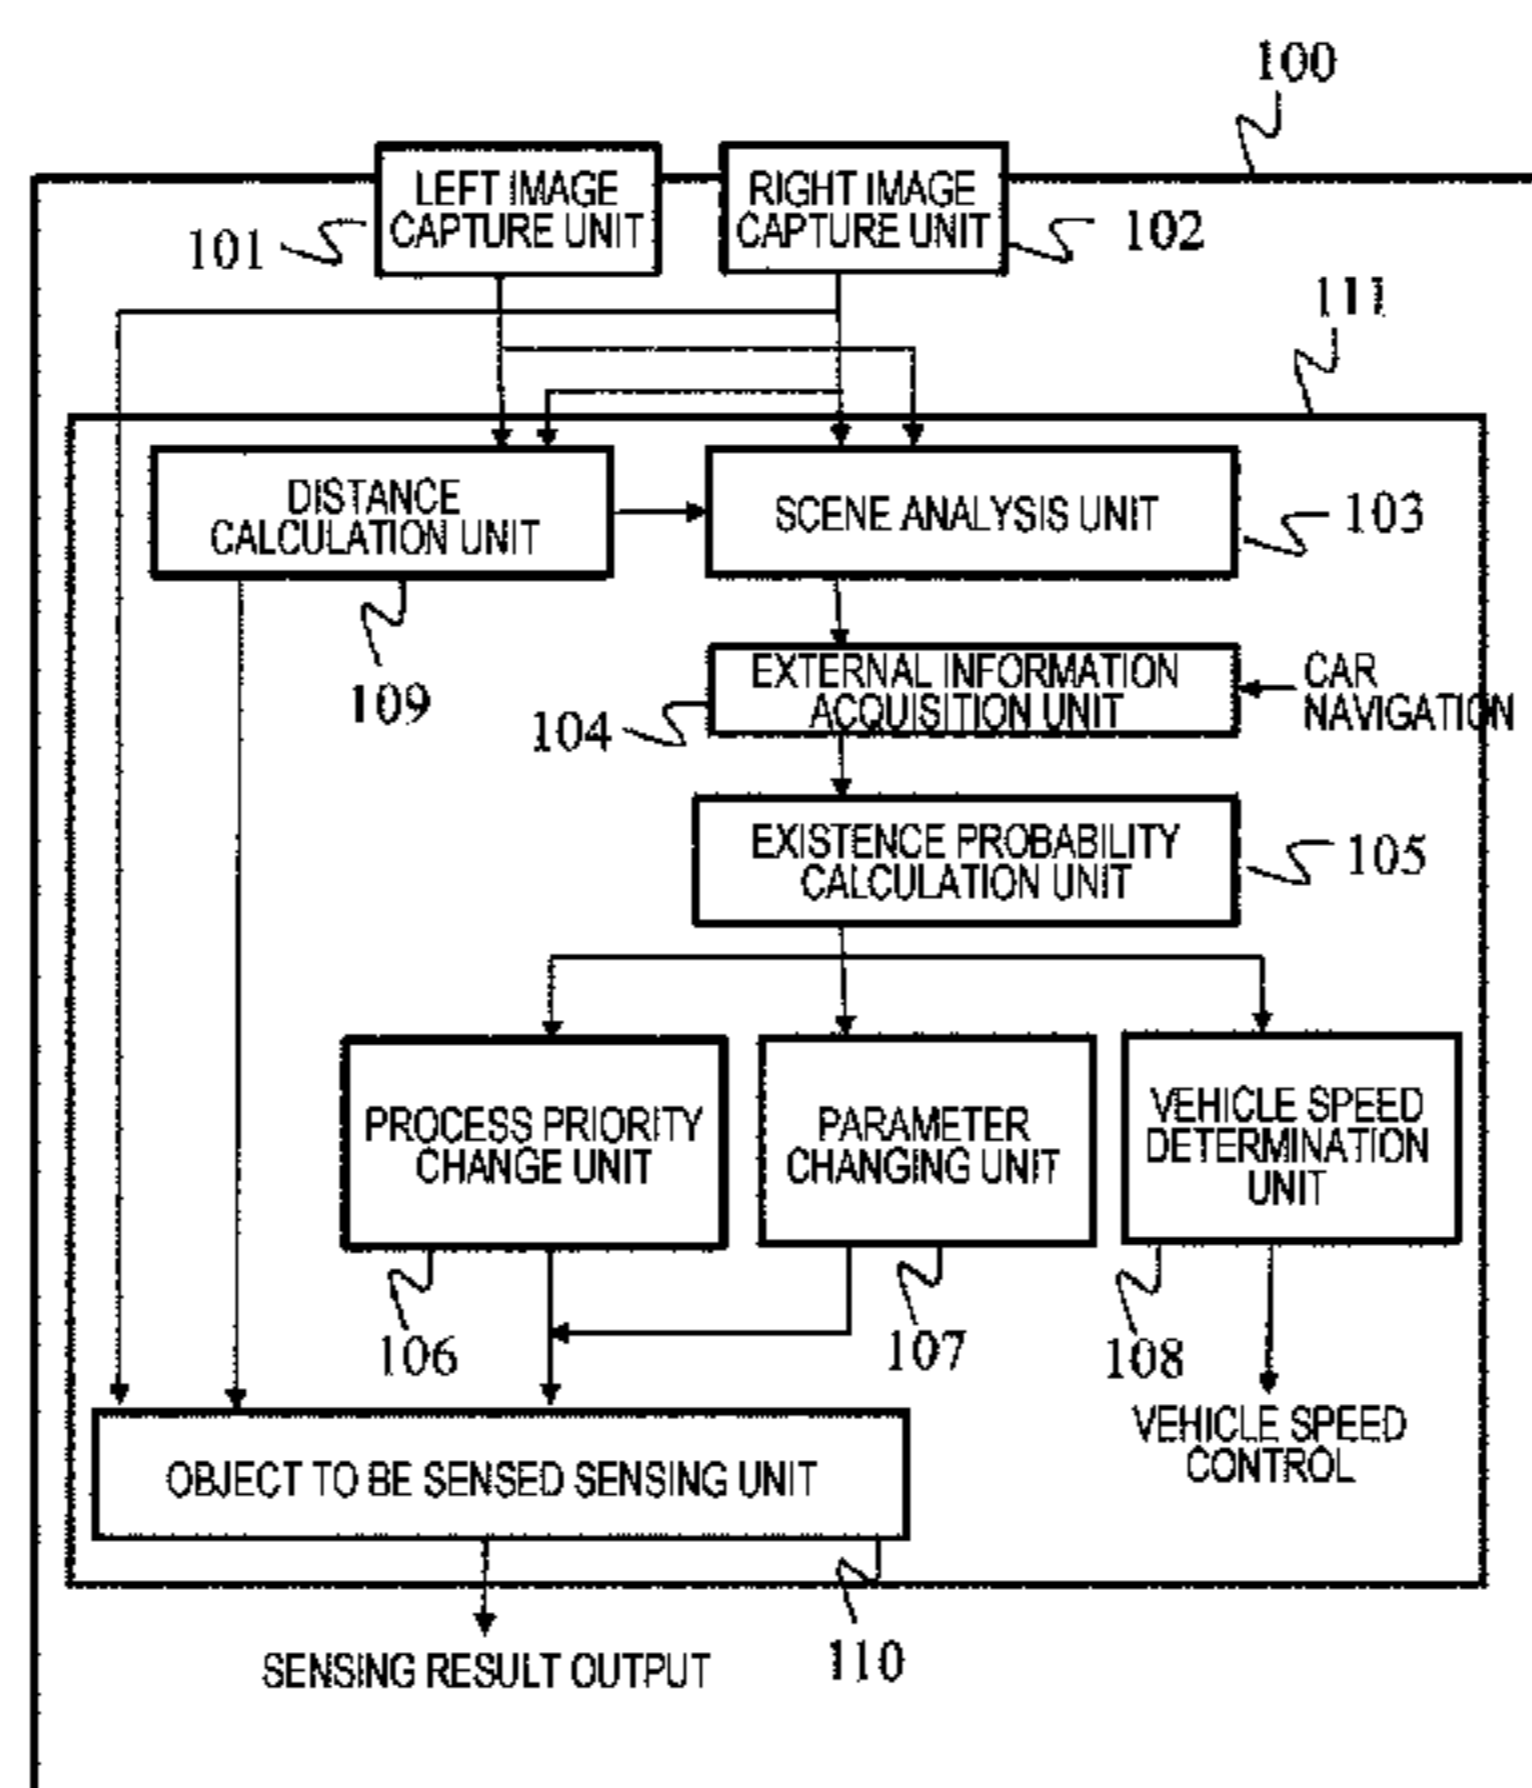 100
LEFT IMAGE
CAPTURE UNIT
RIGHT IMAGE
CAPTURE UNIT
101
102
111
DISTANCE
CALCULATION UNIT
SCENE ANALYSIS UNIT
103
109
EXTERNAL INFORMATION
ACQUISITION UNIT
CAR
NAVIGATION
104
EXISTENCE PROBABILITY
CALCULATION UNIT
105
PROCESS PRIORITY
CHANGE UNIT
PARAMETER
CHANGING UNIT
VEHICLE SPEED
DETERMINATION
UNIT
106
107
108
VEHICLE SPEED
CONTROL
OBJECT TO BE SENSED SENSING UNIT
110
SENSING RESULT OUTPUT